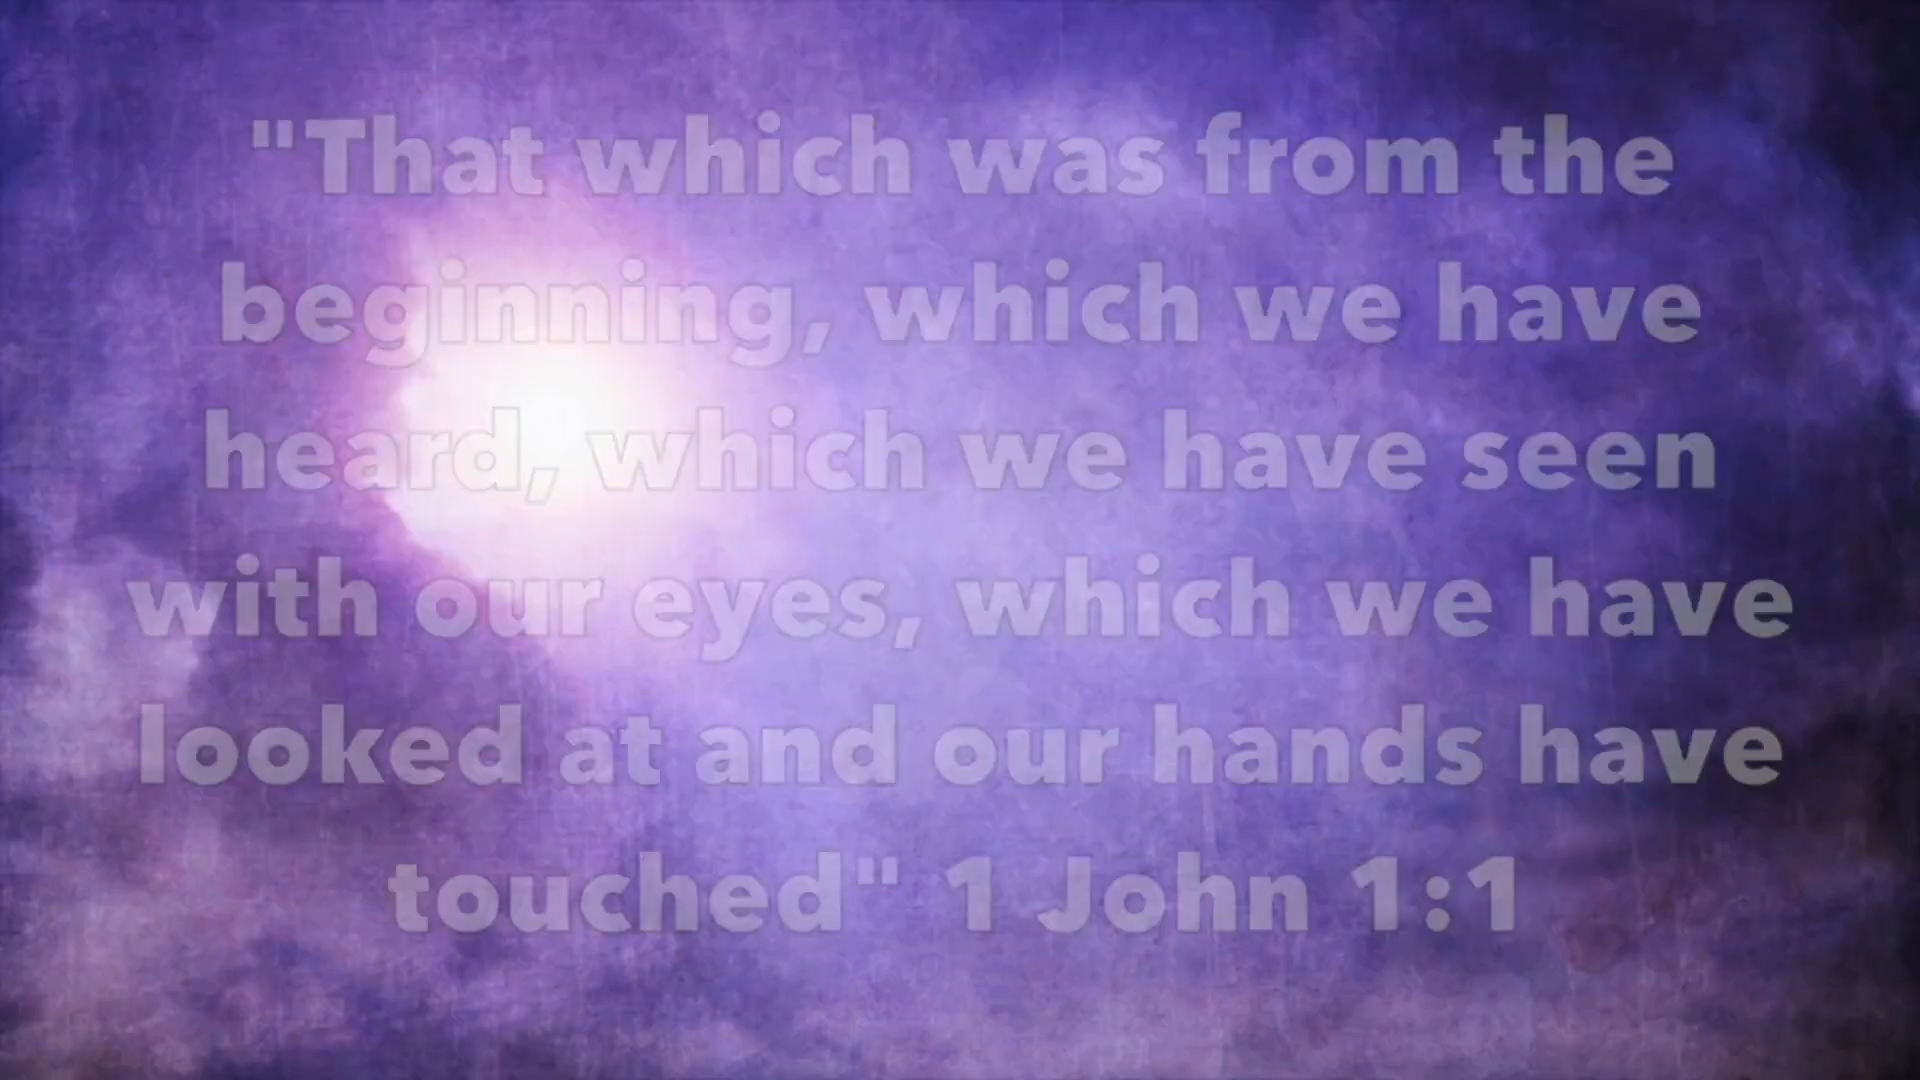 "That which was from the
beginning, which we have
heard, which we have seen
with our eyes, which we have
looked at and our hands have
touched" 1 John 1:1